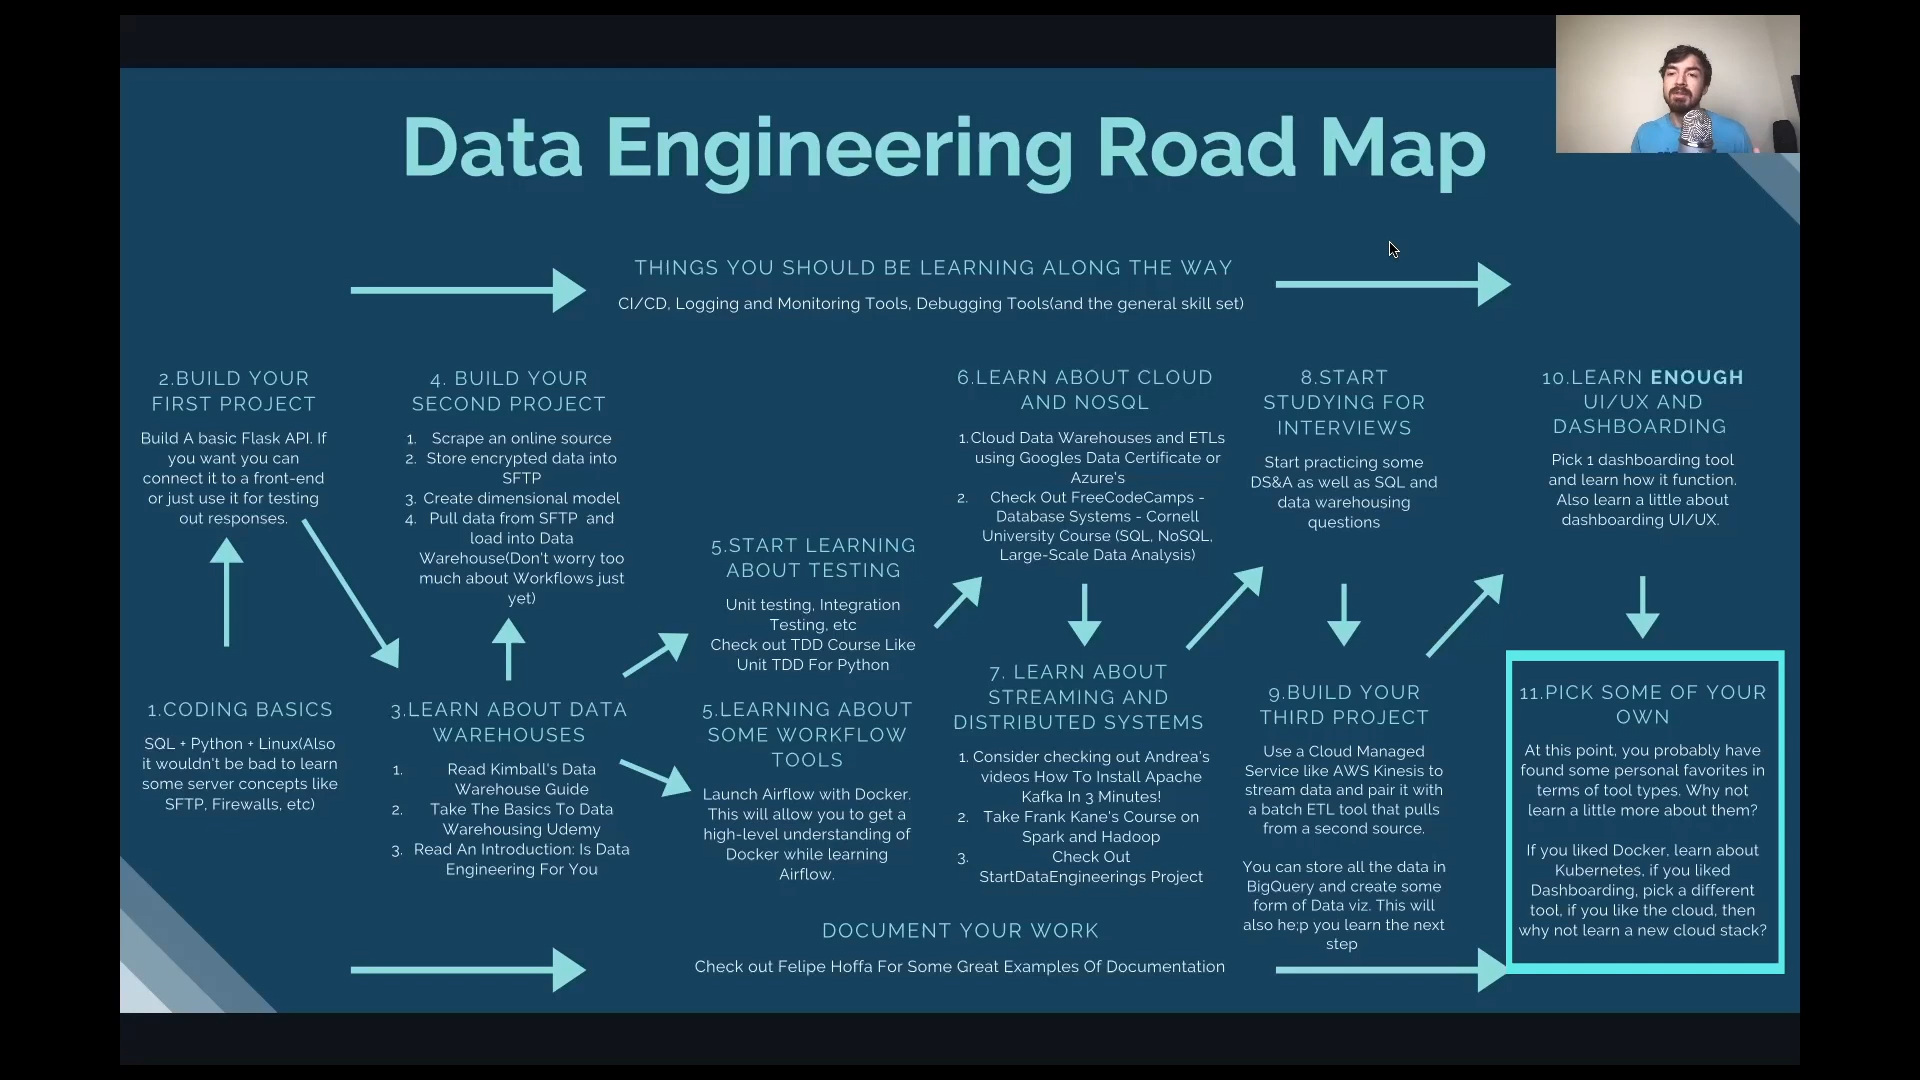 Data Engineering Road Map
THINGS YOU SHOULD BE LEARNING ALONG THE WAY
CI/CD, Logging and Monitoring Tools, Debugging Tools(and the general skill set)
2.BUILD YOUR
FIRST PROJECT
Build A basic Flask API. If
you want you can
connect it to a front-end
or just use it for testing
out responses.
1.CODING BASICS
SQL + Python + Linux(Also
it wouldn't be bad to learn
some server concepts like
SFTP, Firewalls, etc)
4. BUILD YOUR
SECOND PROJECT
1. Scrape an online source
2. Store encrypted data into
SFTP
3. Create dimensional model
4. Pull data from SFTP and
load into Data
Warehouse(Don't worry too
much about Workflows just
yet)
3.LEARN ABOUT DATA
WAREHOUSES
1. Read Kimball's Data
Warehouse Guide
2. Take The Basics To Data
Warehousing Udemy
3. Read An Introduction: Is Data
Engineering For You
5.START LEARNING
ABOUT TESTING
Unit testing, Integration
Testing, etc
Check out TDD Course Like
Unit TDD For Python
5.LEARNING ABOUT
SOME WORKFLOW
TOOLS
Launch Airflow with Docker.
This will allow you to get a
high-level understanding of
Docker while learning
Airflow.
6.LEARN ABOUT CLOUD
AND NOSQL
1. Cloud Data Warehouses and ETLs
using Googles Data Certificate or
Azure's
2. Check Out FreeCodeCamps -
Database Systems - Cornell
University Course (SQL, NoSQL,
Large-Scale Data Analysis)
7. LEARN ABOUT
STREAMING AND
DISTRIBUTED SYSTEMS
1. Consider checking out Andrea's
videos How To Install Apache
Kafka In 3 Minutes!
2. Take Frank Kane's Course on
Spark and Hadoop
3. Check Out
StartDataEngineerings Project
8.START
STUDYING FOR
INTERVIEWS
Start practicing some
DS&A as well as SQL and
data warehousing
questions
9.BUILD YOUR
THIRD PROJECT
Use a Cloud Managed
Service like AWS Kinesis to
stream data and pair it with
a batch ETL tool that pulls
from a second source.
You can store all the data in
BigQuery and create some
form of Data viz. This will
also he;p you learn the next
step
10.LEARN ENOUGH
UI/UX AND
DASHBOARDING
Pick 1 dashboarding tool
and learn how it function.
Also learn a little about
dashboarding UI/UX.
11.PICK SOME OF YOUR
OWN
At this point, you probably have
found some personal favorites in
terms of tool types. Why not
learn a little more about them?
If you liked Docker, learn about
Kubernetes, if you liked
Dashboarding, pick a different
tool, if you like the cloud, then
why not learn a new cloud stack?
DOCUMENT YOUR WORK
Check out Felipe Hoffa For Some Great Examples Of Documentation